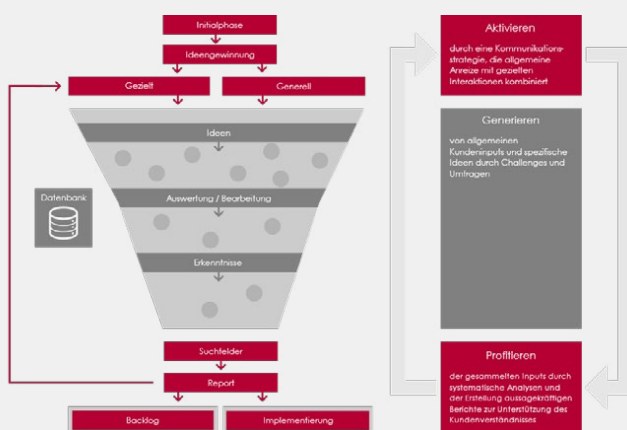 Initialphase
Ideengewinnung
Gezielt
Generell
Ideen
Datenbank
Auswertung / Bearbeitung
Erkenntnisse
Suchfelder
Report
Backlog
Implementierung
Aktivieren
durch eine Kommunikations-
strategie, die allgemeine
Anreize mit gezielten
Interaktionen kombiniert
Generieren
von allgemeinen
Kundeninputs und spezifische
Ideen durch Challenges und
Umfragen
Profitieren
der gesammelten Inputs durch
systematische Analysen und
der Erstellung aussagekräftigen
Berichte zur Unterstützung des
Kundenverständnisses